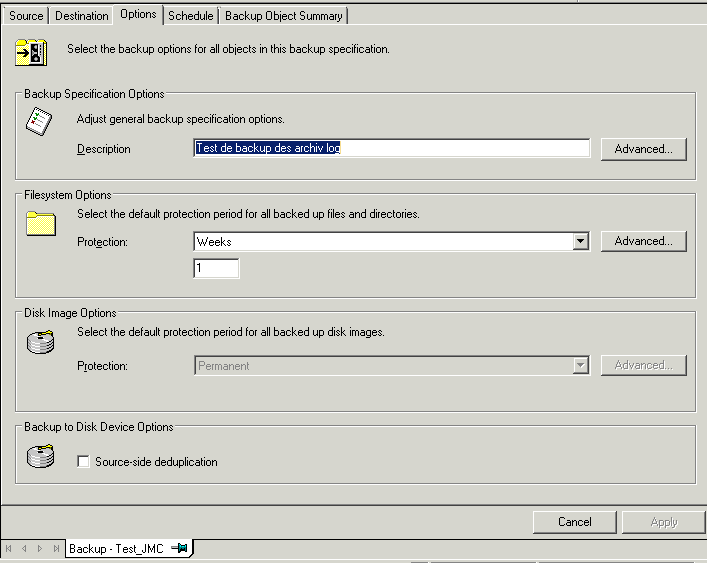 Source Destination Options Schedule Backup Object Summary
Select the backup options for all objects in this backup specification.
Backup Specification Options
Adjust general backup specification options.
Description Test de backup des archiv log Advanced...
Filesystem Options
Select the default protection period for all backed up files and directories.
Protection: Weeks Advanced...
1
Disk Image Options
Select the default protection period for all backed up disk images.
Protection: Permanent Advanced...
Backup to Disk Device Options
Source-side deduplication
Cancel Apply
Backup - Test_JMC